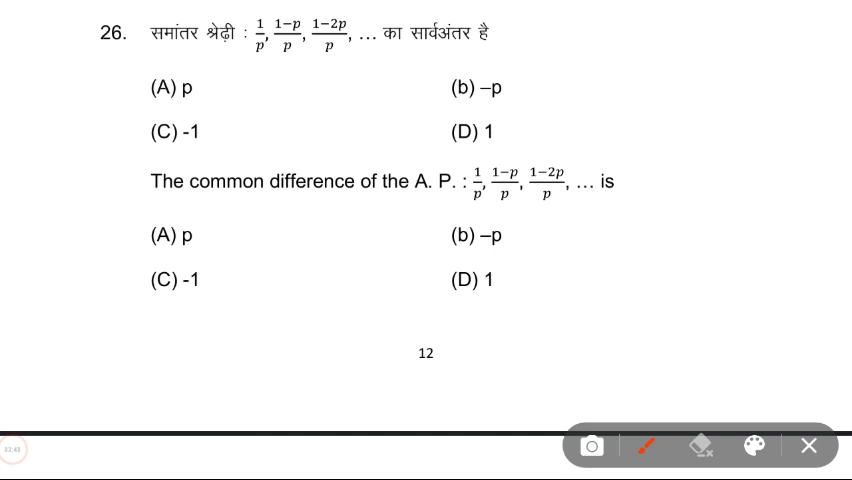 26. समांतर श्रेढ़ी : 1/p, 1−p/p, 1−2p/p, … का सार्वअंतर है
(A) p (b) –p
(C) -1 (D) 1
The common difference of the A. P. : 1/p, 1−p/p, 1−2p/p, … is
(A) p (b) –p
(C) -1 (D) 1
12